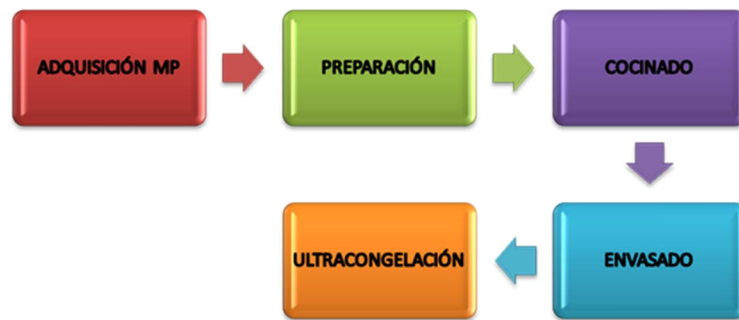 ADQUISICIÓN MP
PREPARACIÓN
COCINADO
ENVASADO
ULTRACONGELACIÓN